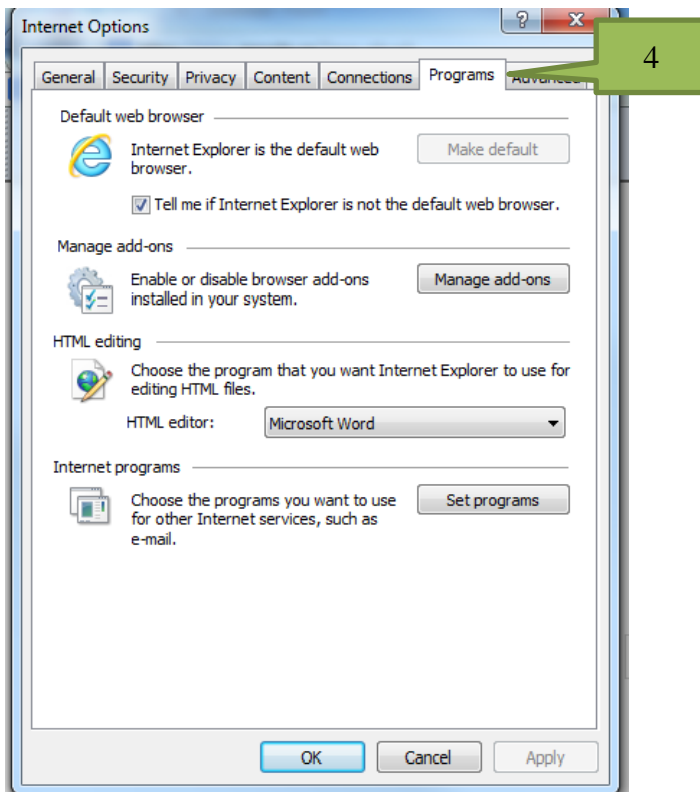 Internet Options
?
X
4
General Security Privacy Content Connections Programs Advanced
Default web browser
Internet Explorer is the default web
browser.
Make default
Tell me if Internet Explorer is not the default web browser.
Manage add-ons
Enable or disable browser add-ons
installed in your system.
Manage add-ons
HTML editing
Choose the program that you want Internet Explorer to use for
editing HTML files.
HTML editor: Microsoft Word
Internet programs
Choose the programs you want to use
for other Internet services, such as
e-mail.
Set programs
OK Cancel Apply